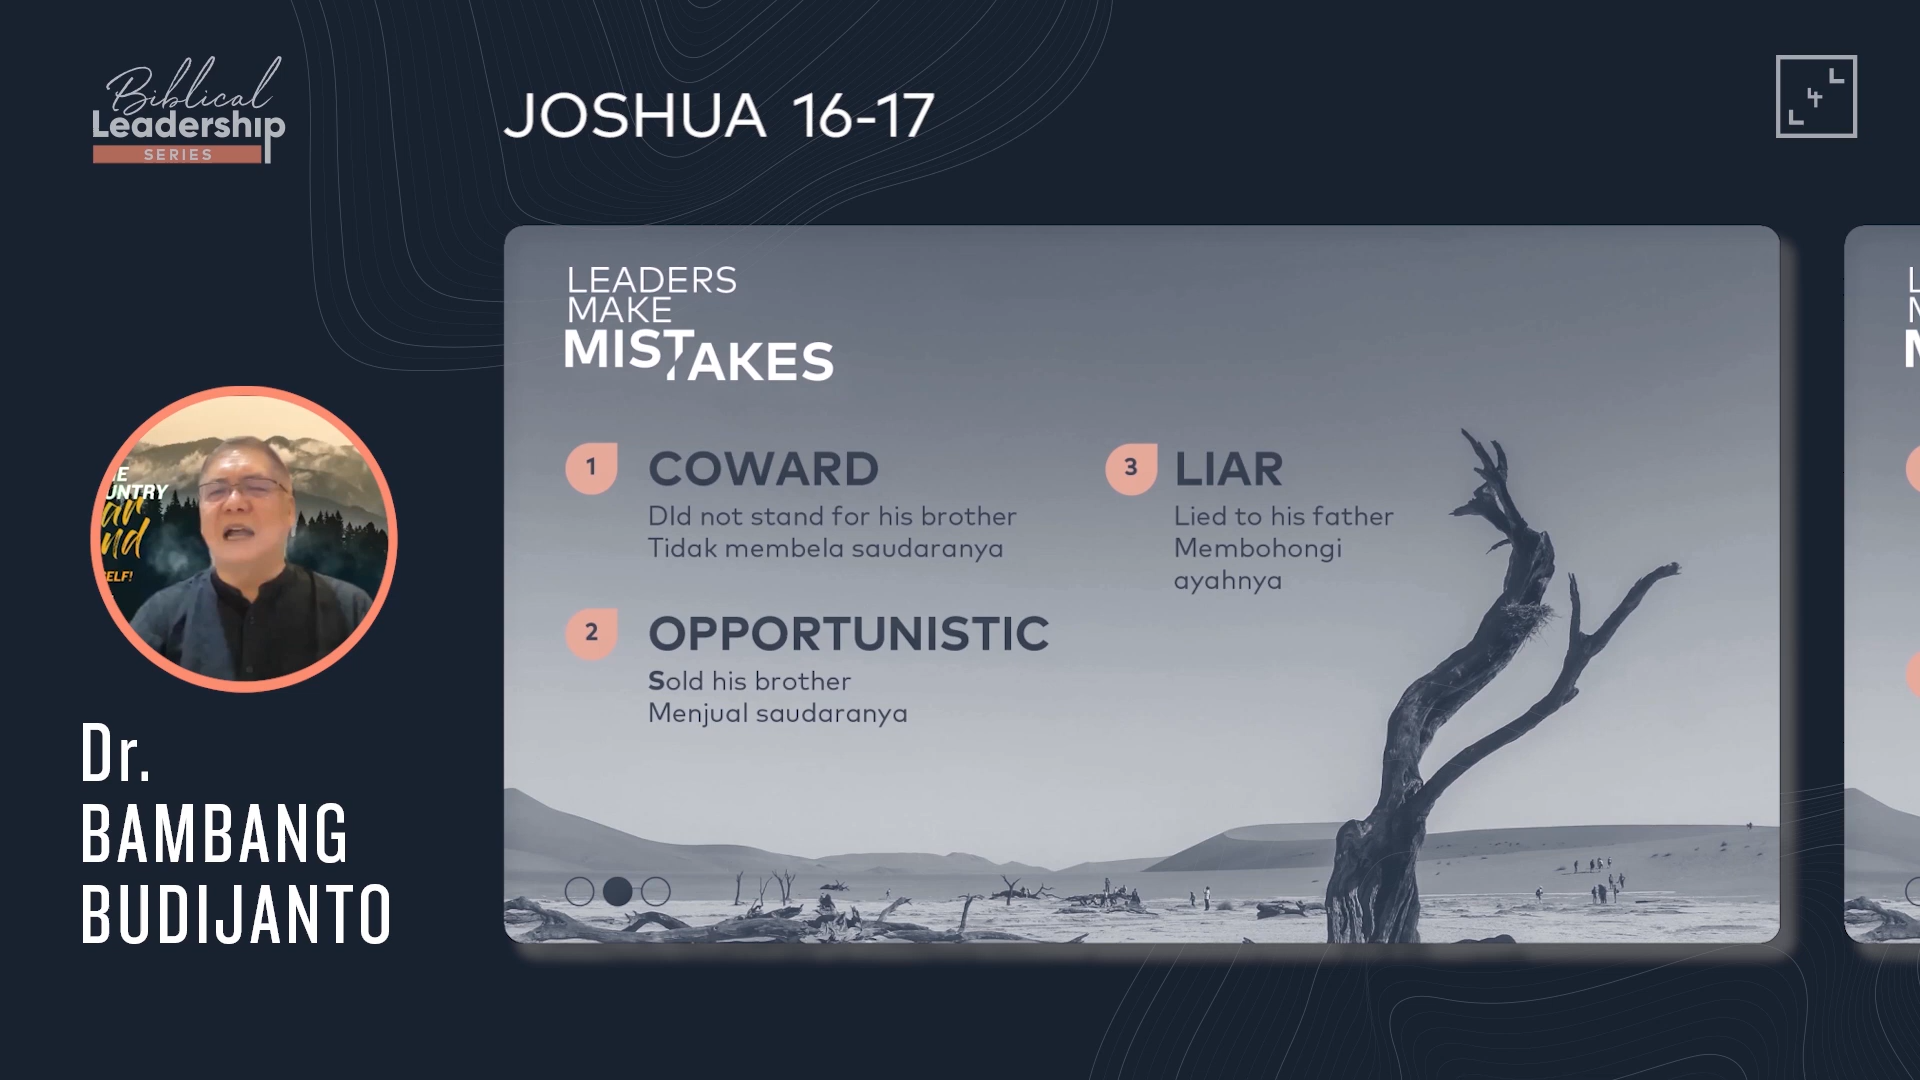 Biblical
Leadership
SERIES
JOSHUA 16-17
LEADERS
MAKE
MISTAKES
1 COWARD
DId not stand for his brother
Tidak membela saudaranya
2 OPPORTUNISTIC
Sold his brother
Menjual saudaranya
3 LIAR
Lied to his father
Membohongi
ayahnya
UNTRY
ELF!
Dr.
BAMBANG
BUDIJANTO